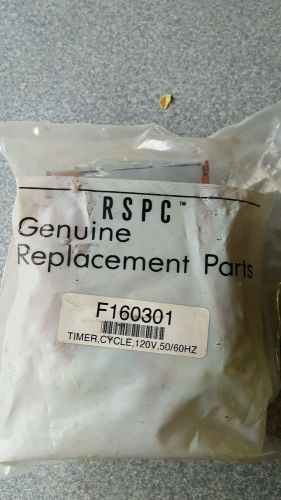 RSPC™
Genuine
Replacement Parts
F160301
TIMER,CYCLE,120V,50/60HZ